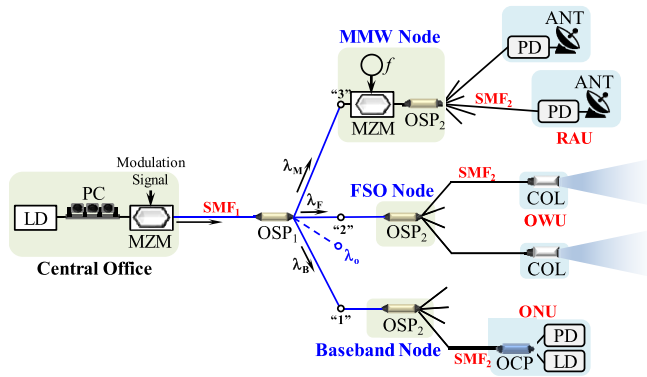 ANT
MMW Node
PD
f
ANT
"3"
SMF2
PD
MZM
OSP2
RAU
Modulation
Signal
λM
SMF2
PC
FSO Node
LD
SMF1
λF
COL
MZM
OSP1
"2"
OSP2
OWU
Central Office
λo
λB
COL
"1"
ONU
OSP2
PD
Baseband Node
SMF2
OCP
LD